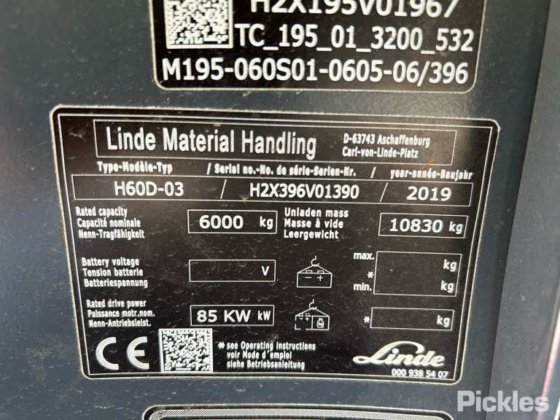 H2X195V01967
TC_195_01_3200_532
M195-060S01-0605-06/396
Linde Material Handling
D-63743 Aschaffenburg
Carl-von-Linde-Platz
Type-Modèle-Typ / Serial no.-No. de série-Serien-Nr. / year-année-Baujahr
H60D-03 / H2X396V01390 / 2019
Rated capacity
Capacité nominale
Nenn-Tragfähigkeit
6000 kg
Unladen mass
Masse à vide
Leergewicht
10830 kg
Battery voltage
Tension batterie
Batteriespannung
V
max.
*
min.
kg
kg
Rated drive power
Puissance motr.nom.
Nenn-Antriebsleist.
85 KW kW
* kg
CE
* see Operating Instructions
voir Mode d'emploi
siehe Betriebsanleitung
Linde
000 938 54 07
Pickles